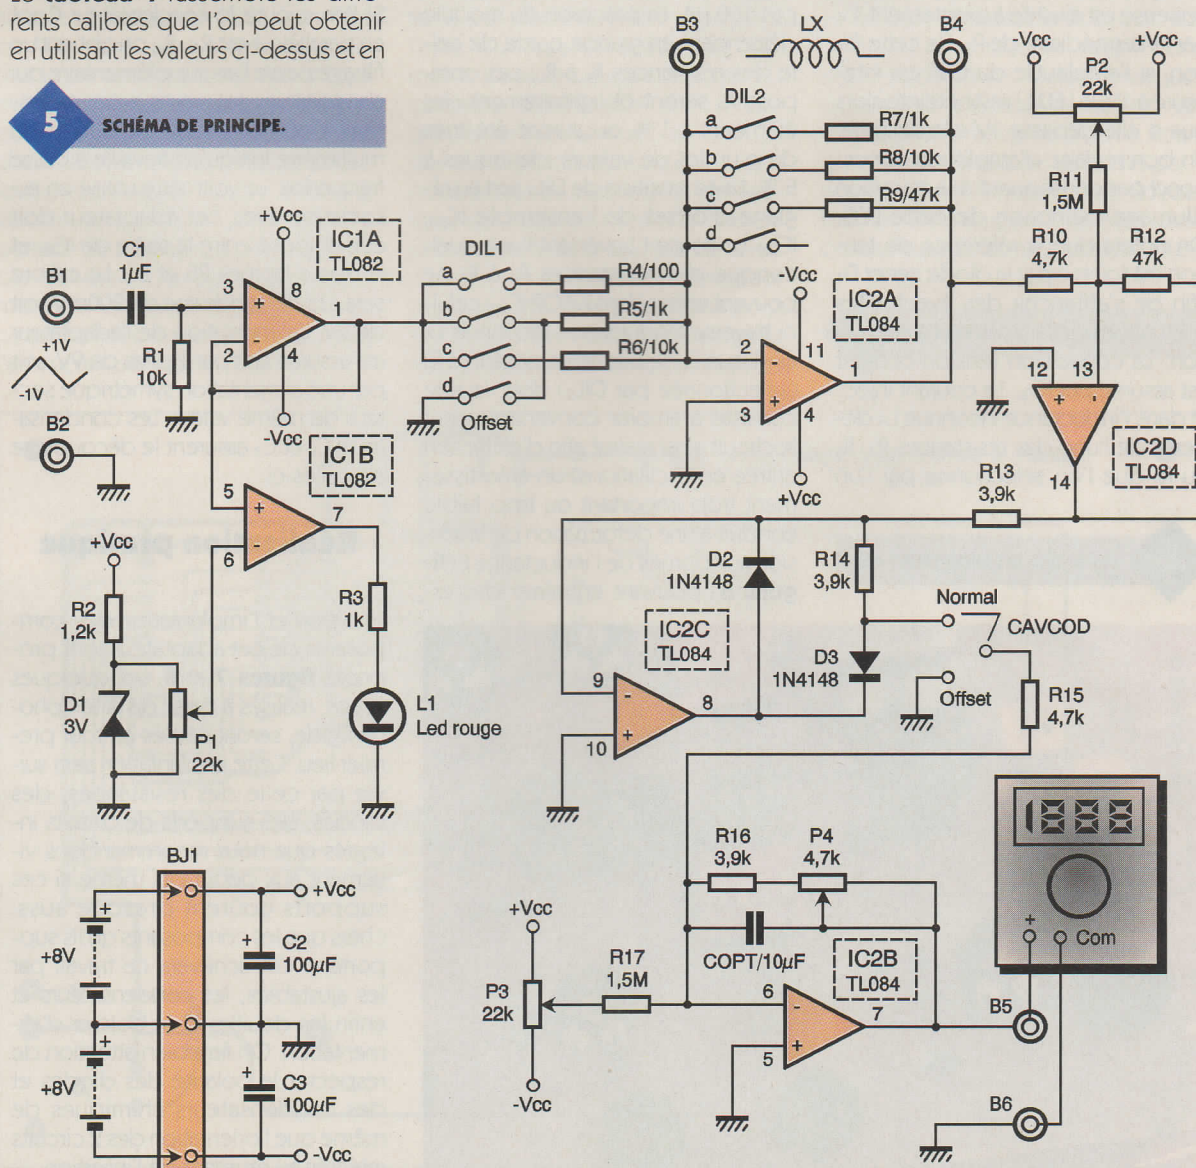 rents calibres que l'on peut obtenir
en utilisant les valeurs ci-dessus et en
5 SCHÉMA DE PRINCIPE.
B3 LX B4
-Vcc +Vcc
P2
22k
DIL2
a R7/1k
b R8/10k
c R9/47k
d
R11
1,5M
R10
4,7k
R12
47k
+Vcc
IC1A
TL082
C1
1µF
B1
+1V
-1V
R1
10k
3 + 8
1
2 - 4
-Vcc
B2
DIL1
a R4/100
b R5/1k
c R6/10k
d
Offset
-Vcc
IC2A
TL084
2 - 11
1
3 + 4
+Vcc
12 13
+ -
IC2D
TL084
14
IC1B
TL082
5 +
7
6 -
+Vcc
R2
1,2k
D1
3V
P1
22k
R3
1k
L1
Led rouge
R13
3,9k
D2
1N4148
R14
3,9k
Normal
CAVCOD
Offset
D3
1N4148
R15
4,7k
IC2C
TL084
9 -
8
10 +
BJ1
+Vcc
+
+8V
+ C2
100µF
+
+8V
+ C3
100µF
-Vcc
R16
3,9k
P4
4,7k
COPT/10µF
+Vcc
P3
22k
-Vcc
R17
1,5M
IC2B
TL084
6 -
7
5 +
1888
+ Com
B5
B6